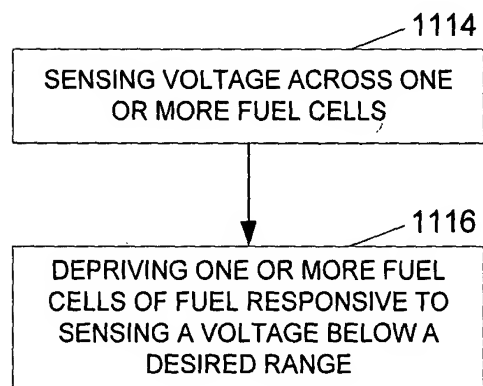 1114
SENSING VOLTAGE ACROSS ONE
OR MORE FUEL CELLS
1116
DEPRIVING ONE OR MORE FUEL
CELLS OF FUEL RESPONSIVE TO
SENSING A VOLTAGE BELOW A
DESIRED RANGE